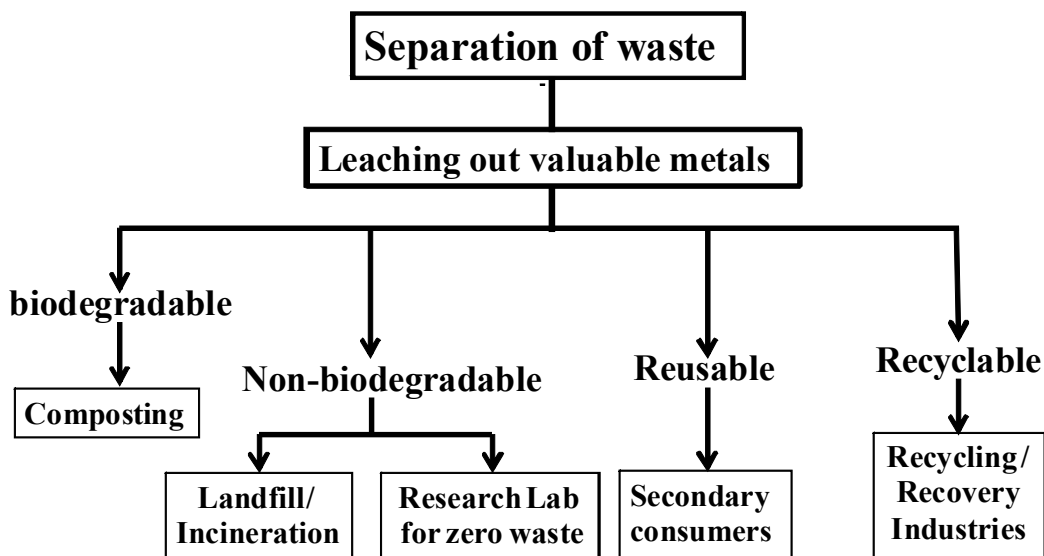 Separation of waste
Leaching out valuable metals
biodegradable
Non-biodegradable
Reusable
Recyclable
Composting
Landfill/
Incineration
Research Lab
for zero waste
Secondary
consumers
Recycling /
Recovery
Industries